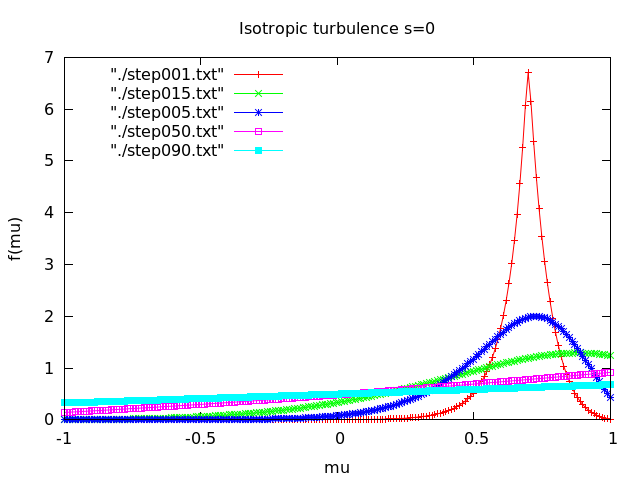 Isotropic turbulence s=0
7
6
5
4
3
2
1
0
f(mu)
"./step001.txt"
"./step015.txt"
"./step005.txt"
"./step050.txt"
"./step090.txt"
-1 -0.5 0 0.5 1
mu